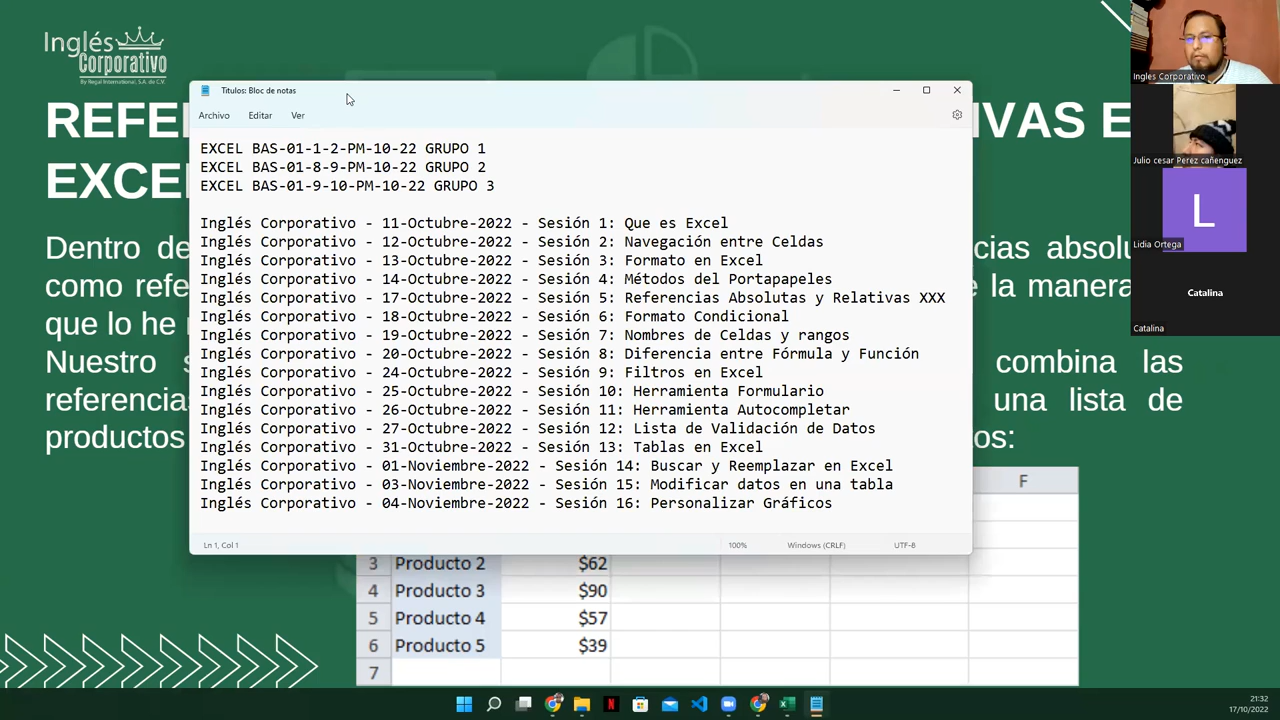 Inglés
Corporativo
By Regal International, S.A. de C.V.
Titulos: Bloc de notas
Archivo Editar Ver
EXCEL BAS-01-1-2-PM-10-22 GRUPO 1
EXCEL BAS-01-8-9-PM-10-22 GRUPO 2
EXCEL BAS-01-9-10-PM-10-22 GRUPO 3
Inglés Corporativo - 11-Octubre-2022 - Sesión 1: Que es Excel
Inglés Corporativo - 12-Octubre-2022 - Sesión 2: Navegación entre Celdas
Inglés Corporativo - 13-Octubre-2022 - Sesión 3: Formato en Excel
Inglés Corporativo - 14-Octubre-2022 - Sesión 4: Métodos del Portapapeles
Inglés Corporativo - 17-Octubre-2022 - Sesión 5: Referencias Absolutas y Relativas XXX
Inglés Corporativo - 18-Octubre-2022 - Sesión 6: Formato Condicional
Inglés Corporativo - 19-Octubre-2022 - Sesión 7: Nombres de Celdas y rangos
Inglés Corporativo - 20-Octubre-2022 - Sesión 8: Diferencia entre Fórmula y Función
Inglés Corporativo - 24-Octubre-2022 - Sesión 9: Filtros en Excel
Inglés Corporativo - 25-Octubre-2022 - Sesión 10: Herramienta Formulario
Inglés Corporativo - 26-Octubre-2022 - Sesión 11: Herramienta Autocompletar
Inglés Corporativo - 27-Octubre-2022 - Sesión 12: Lista de Validación de Datos
Inglés Corporativo - 31-Octubre-2022 - Sesión 13: Tablas en Excel
Inglés Corporativo - 01-Noviembre-2022 - Sesión 14: Buscar y Reemplazar en Excel
Inglés Corporativo - 03-Noviembre-2022 - Sesión 15: Modificar datos en una tabla
Inglés Corporativo - 04-Noviembre-2022 - Sesión 16: Personalizar Gráficos
Ln 1, Col 1 100% Windows (CRLF) UTF-8
REFE IVAS E
EXCE
Dentro de cias absolu
como refe e la manera
que lo he
Nuestro s combina las
referencia una lista de
productos os:
F
3 Producto 2 $62
4 Producto 3 $90
5 Producto 4 $57
6 Producto 5 $39
7
Ingles Corporativo
Julio cesar Perez cañenguez
L
Lidia Ortega
Catalina
Catalina
21:32
17/10/2022